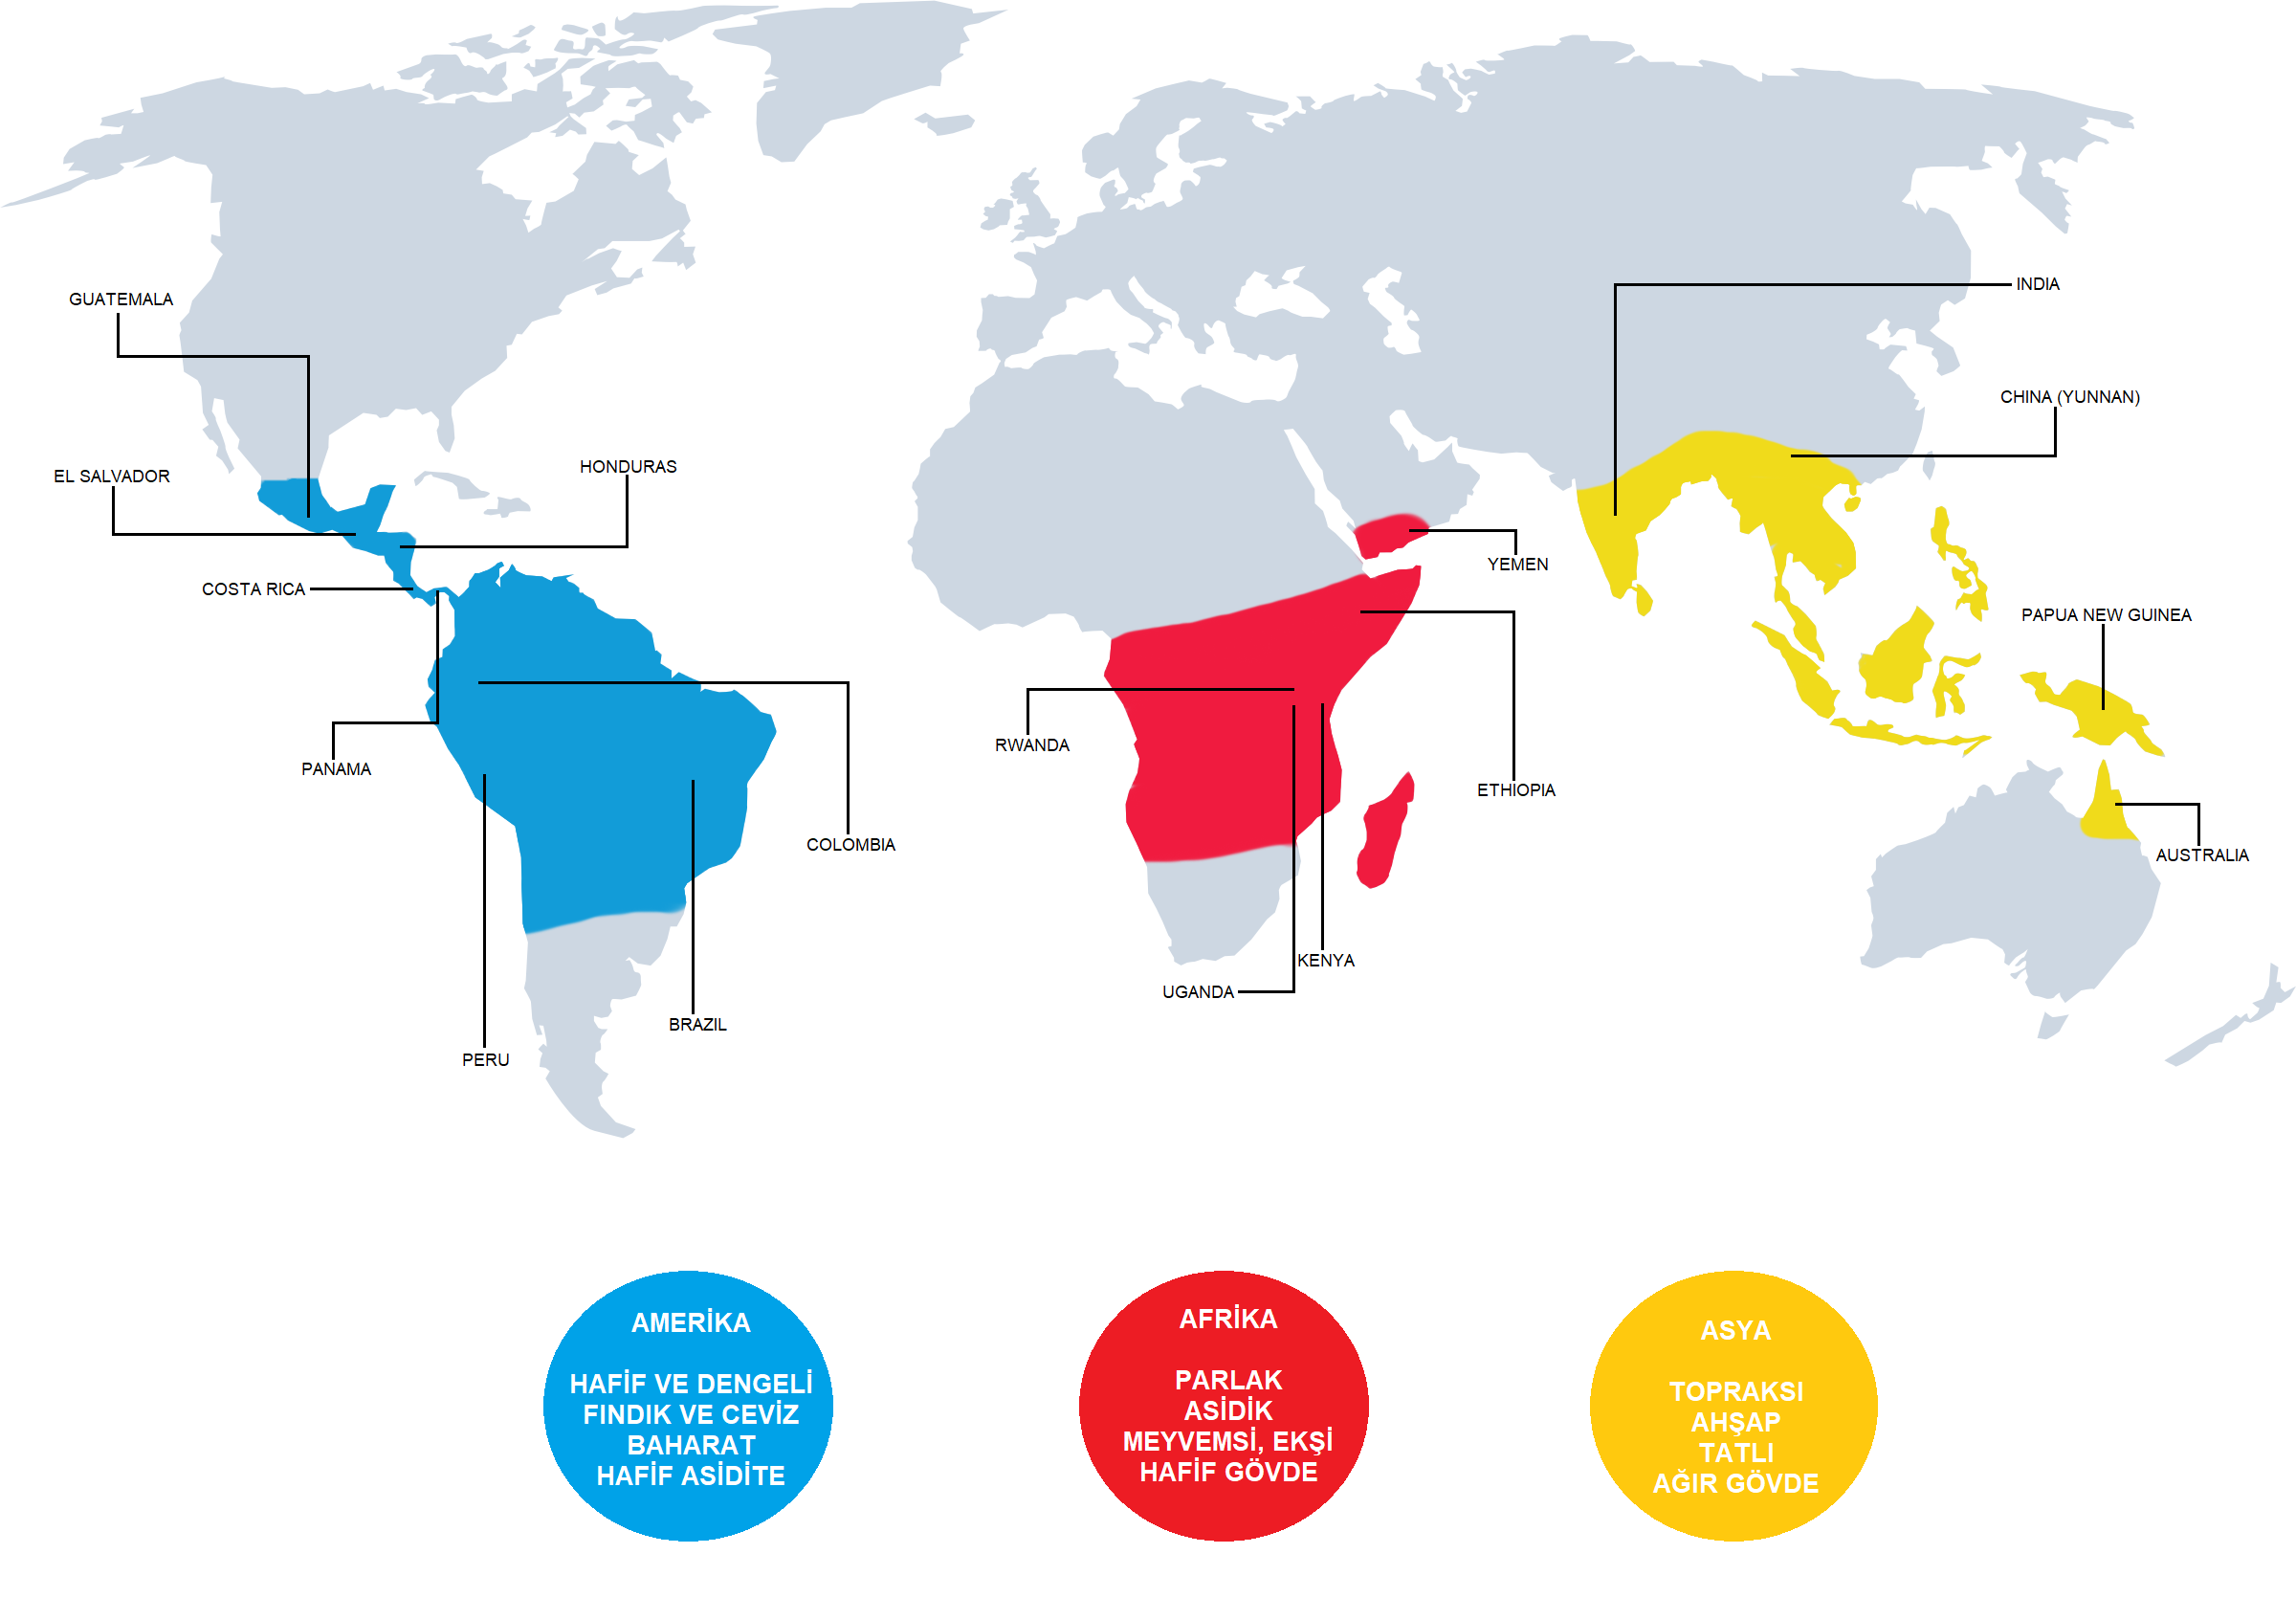 INDIA
GUATEMALA
CHINA (YUNNAN)
HONDURAS
EL SALVADOR
YEMEN
COSTA RICA
PAPUA NEW GUINEA
RWANDA
PANAMA
ETHIOPIA
COLOMBIA
AUSTRALIA
KENYA
UGANDA
BRAZIL
PERU
AMERİKA
HAFİF VE DENGELİ
FINDIK VE CEVİZ
BAHARAT
HAFİF ASİDİTE
AFRİKA
PARLAK
ASİDİK
MEYVEMSİ, EKŞİ
HAFİF GÖVDE
ASYA
TOPRAKSI
AHŞAP
TATLI
AĞIR GÖVDE